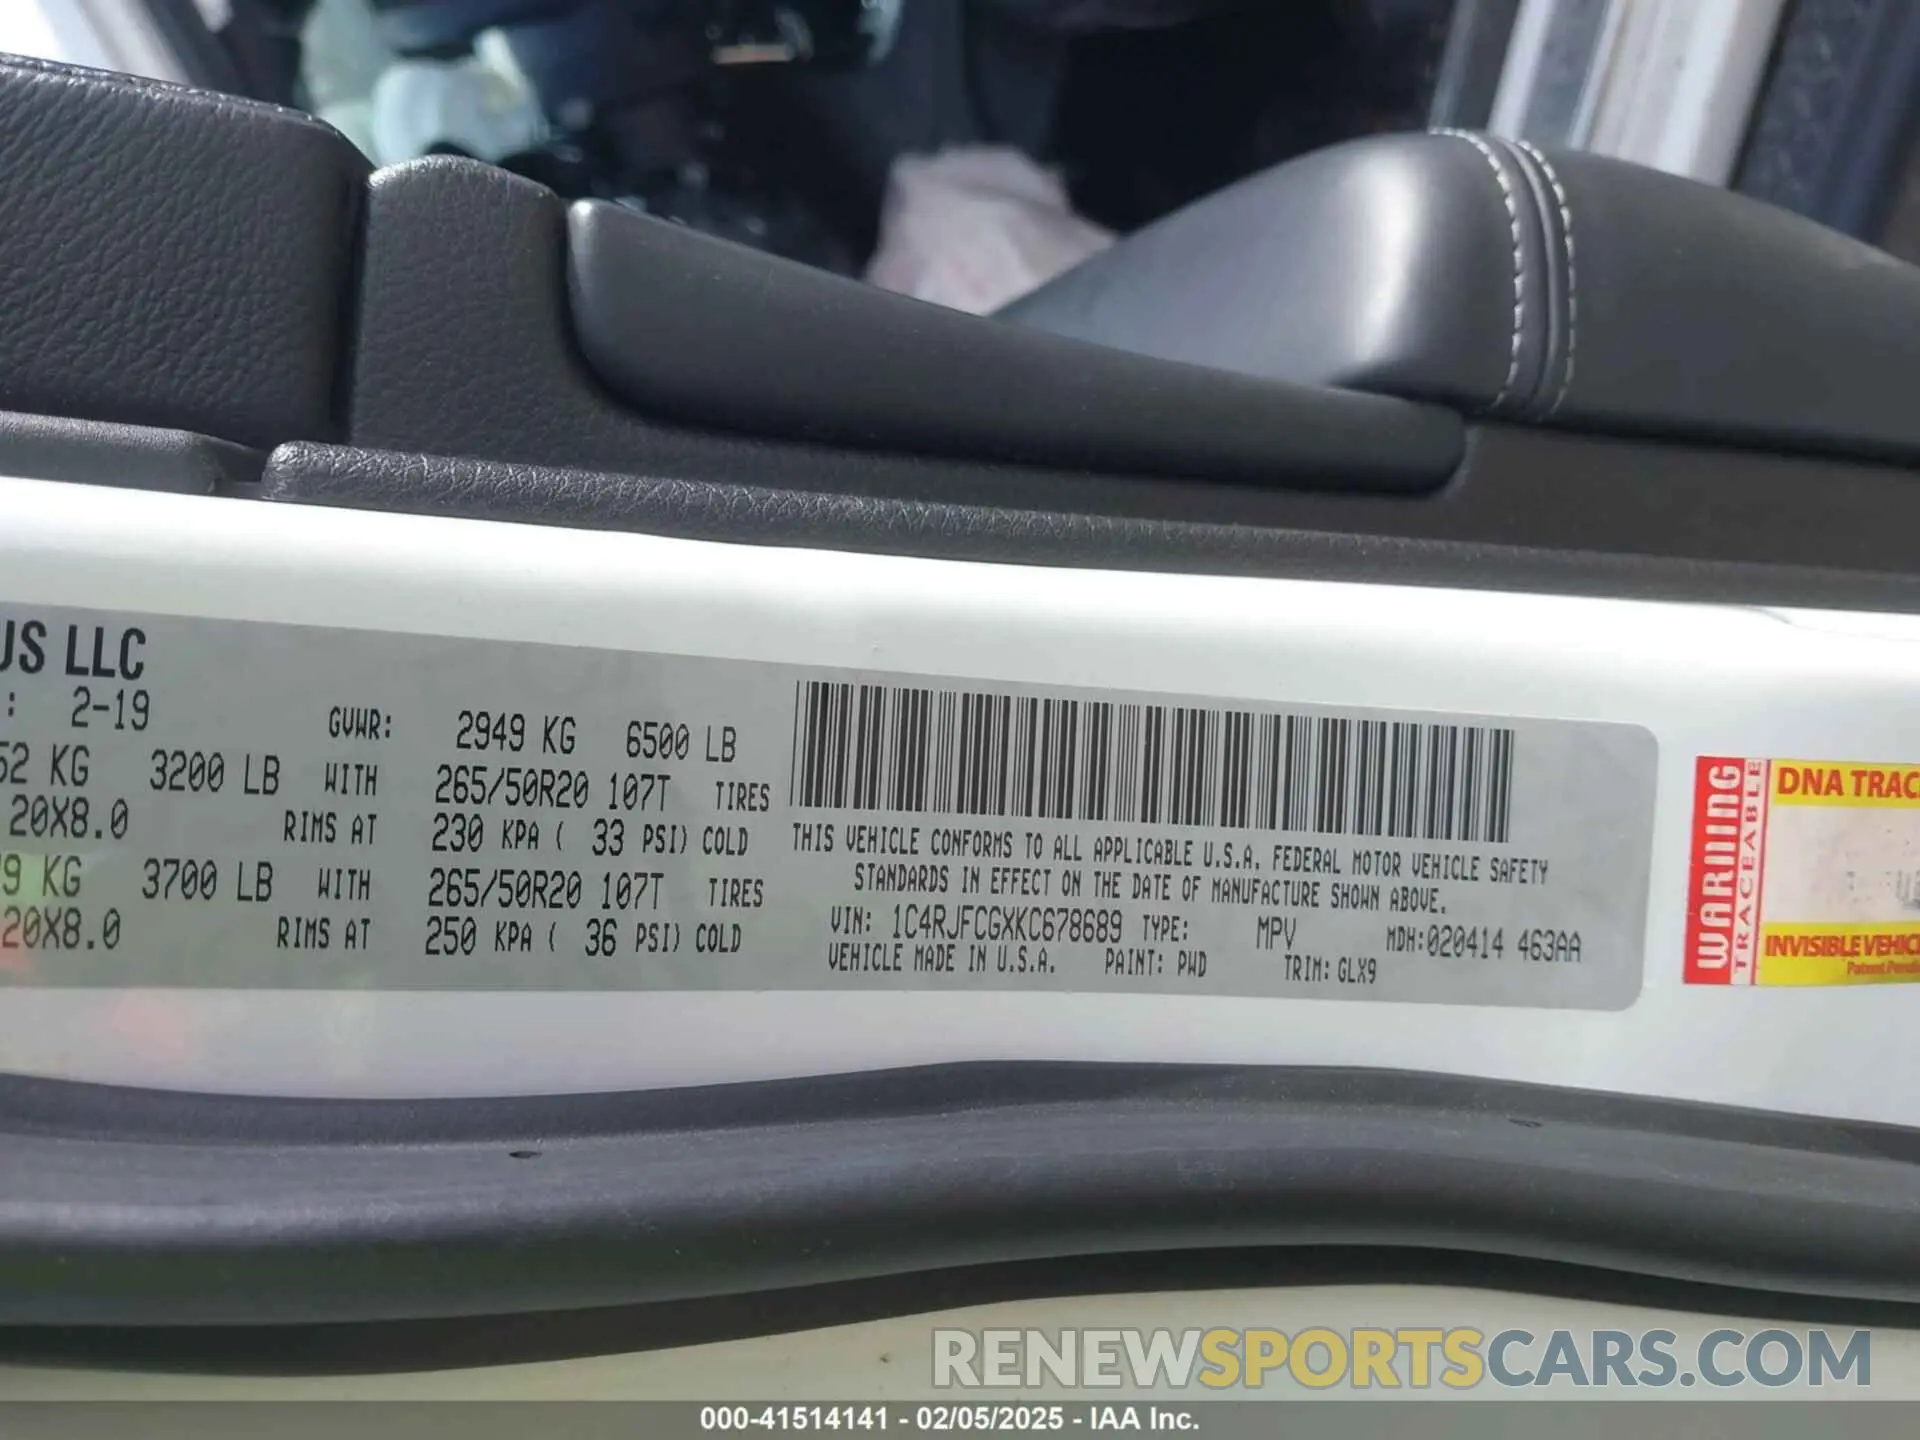 US LLC
: 2-19
GVWR: 2949 KG 6500 LB
52 KG 3200 LB WITH 265/50R20 107T TIRES
20X8.0 RIMS AT 230 KPA ( 33 PSI) COLD
79 KG 3700 LB WITH 265/50R20 107T TIRES
20X8.0 RIMS AT 250 KPA ( 36 PSI) COLD
THIS VEHICLE CONFORMS TO ALL APPLICABLE U.S.A. FEDERAL MOTOR VEHICLE SAFETY
STANDARDS IN EFFECT ON THE DATE OF MANUFACTURE SHOWN ABOVE.
VIN: 1C4RJFCGXKC678689 TYPE: MPV MDH:020414 463AA
VEHICLE MADE IN U.S.A. PAINT: PWD TRIM: GLX9
WARNING
TRACEABLE
DNA TRAC
INVISIBLE VEHIC
Patent Pendi
RENEWSPORTSCARS.COM
000-41514141 - 02/05/2025 - IAA Inc.